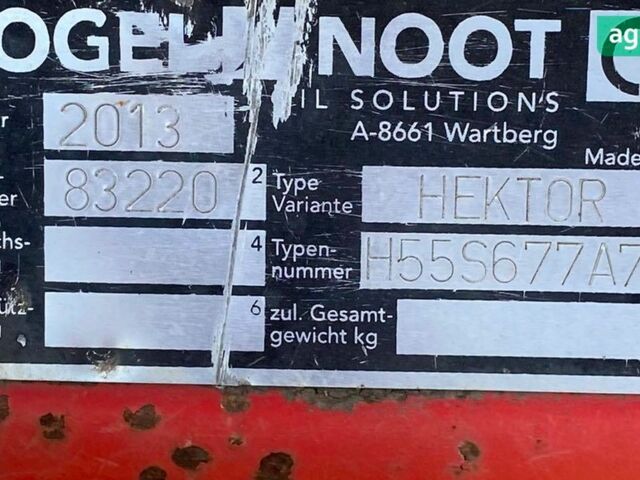 OGEL NOOT
ag
IL SOLUTIONS
A-8661 Wartberg
2013
Made
er
83220
2 Type Variante
HEKTOR
chs-
4 Typen-nummer
H55S677A7
6 zul. Gesamt-gewicht kg